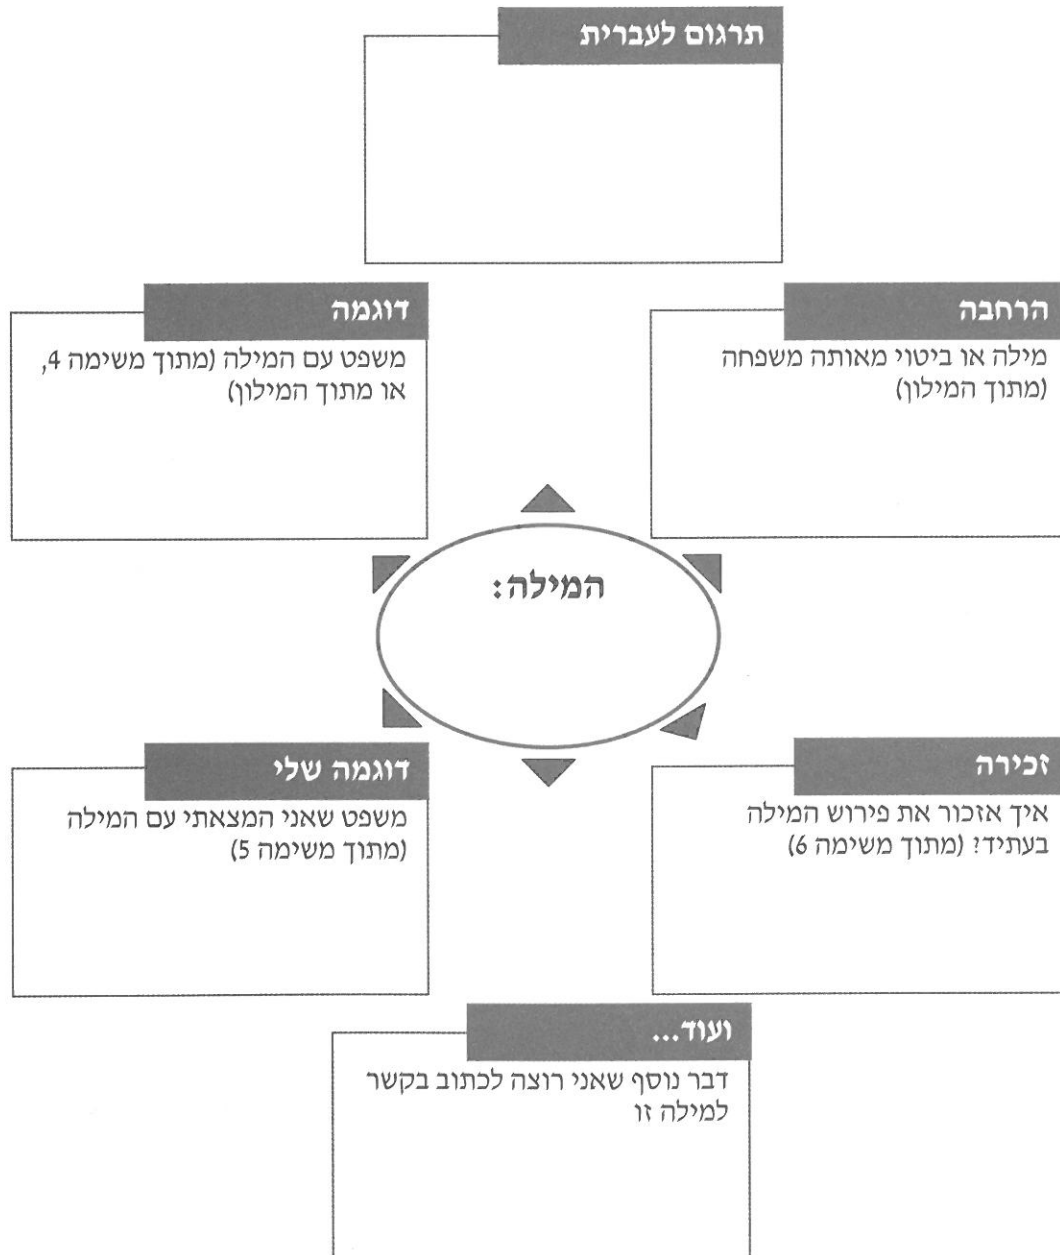 תרגום לעברית
הרחבה
מילה או ביטוי מאותה משפחה
(מתוך המילון)
דוגמה
משפט עם המילה (מתוך משימה 4,
או מתוך המילון)
המילה:
זכירה
איך אזכור את פירוש המילה
בעתיד? (מתוך משימה 6)
דוגמה שלי
משפט שאני המצאתי עם המילה
(מתוך משימה 5)
ועוד...
דבר נוסף שאני רוצה לכתוב בקשר
למילה זו